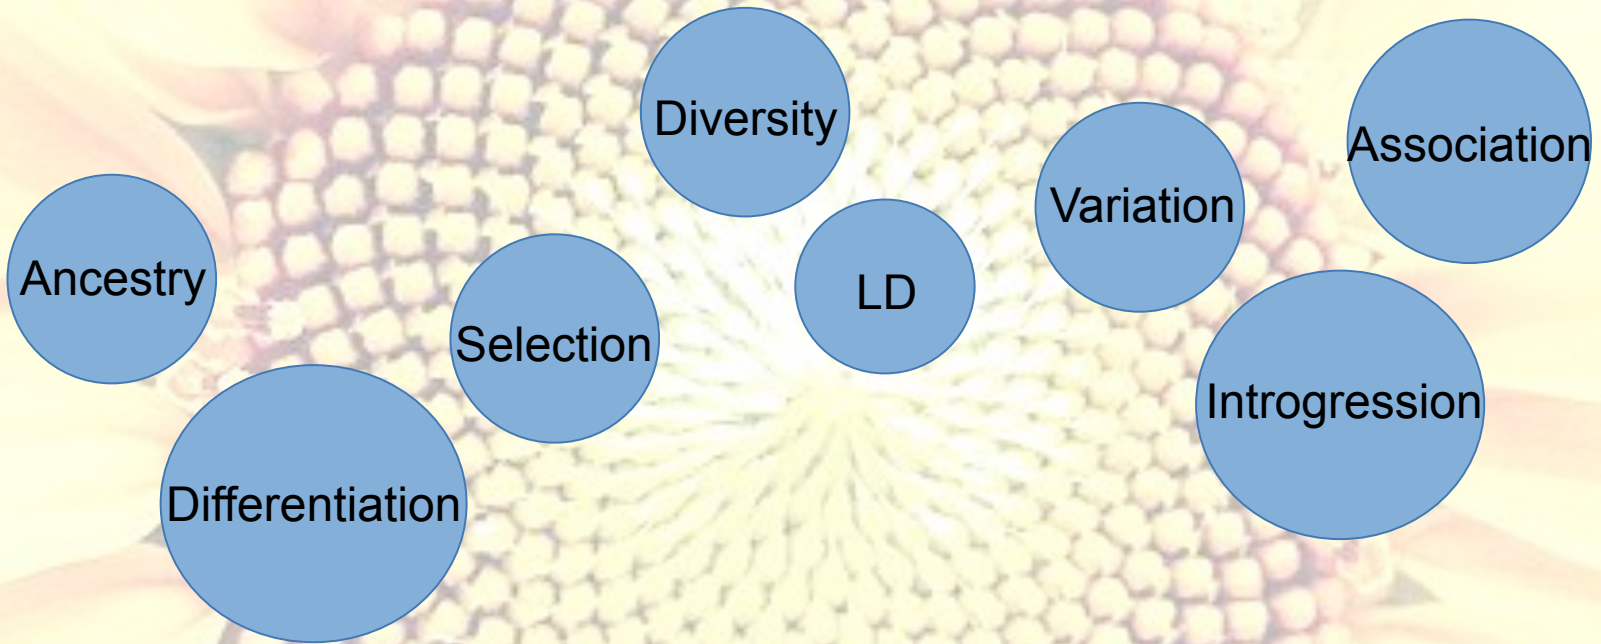 Diversity
Association
Variation
Ancestry
LD
Selection
Introgression
Differentiation